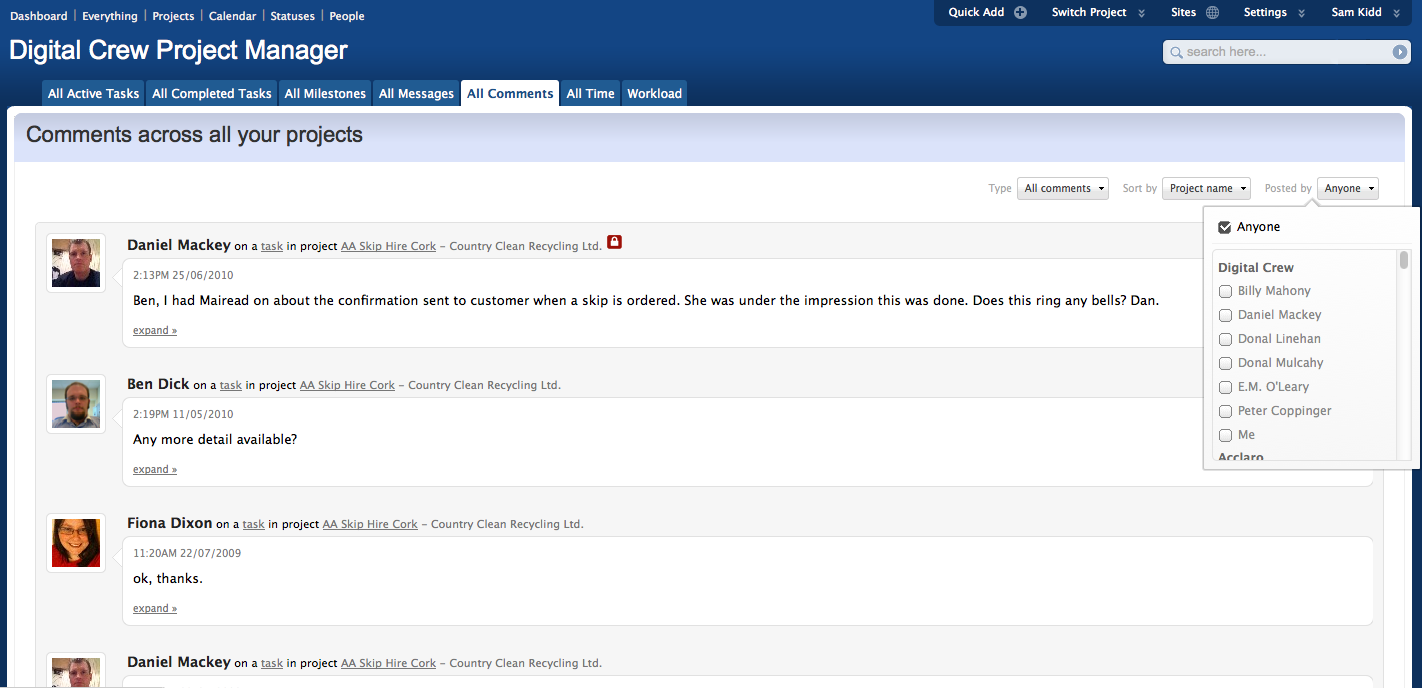 Dashboard | Everything | Projects | Calendar | Statuses | People
Quick Add Switch Project Sites Settings Sam Kidd
Digital Crew Project Manager
search here...
All Active Tasks All Completed Tasks All Milestones All Messages All Comments All Time Workload
Comments across all your projects
Type All comments Sort by Project name Posted by Anyone
Anyone
Digital Crew
Billy Mahony
Daniel Mackey
Donal Linehan
Donal Mulcahy
E.M. O'Leary
Peter Coppinger
Me
Acclaro
Daniel Mackey on a task in project AA Skip Hire Cork – Country Clean Recycling Ltd.
2:13PM 25/06/2010
Ben, I had Mairead on about the confirmation sent to customer when a skip is ordered. She was under the impression this was done. Does this ring any bells? Dan.
expand »
Ben Dick on a task in project AA Skip Hire Cork – Country Clean Recycling Ltd.
2:19PM 11/05/2010
Any more detail available?
expand »
Fiona Dixon on a task in project AA Skip Hire Cork – Country Clean Recycling Ltd.
11:20AM 22/07/2009
ok, thanks.
expand »
Daniel Mackey on a task in project AA Skip Hire Cork – Country Clean Recycling Ltd.